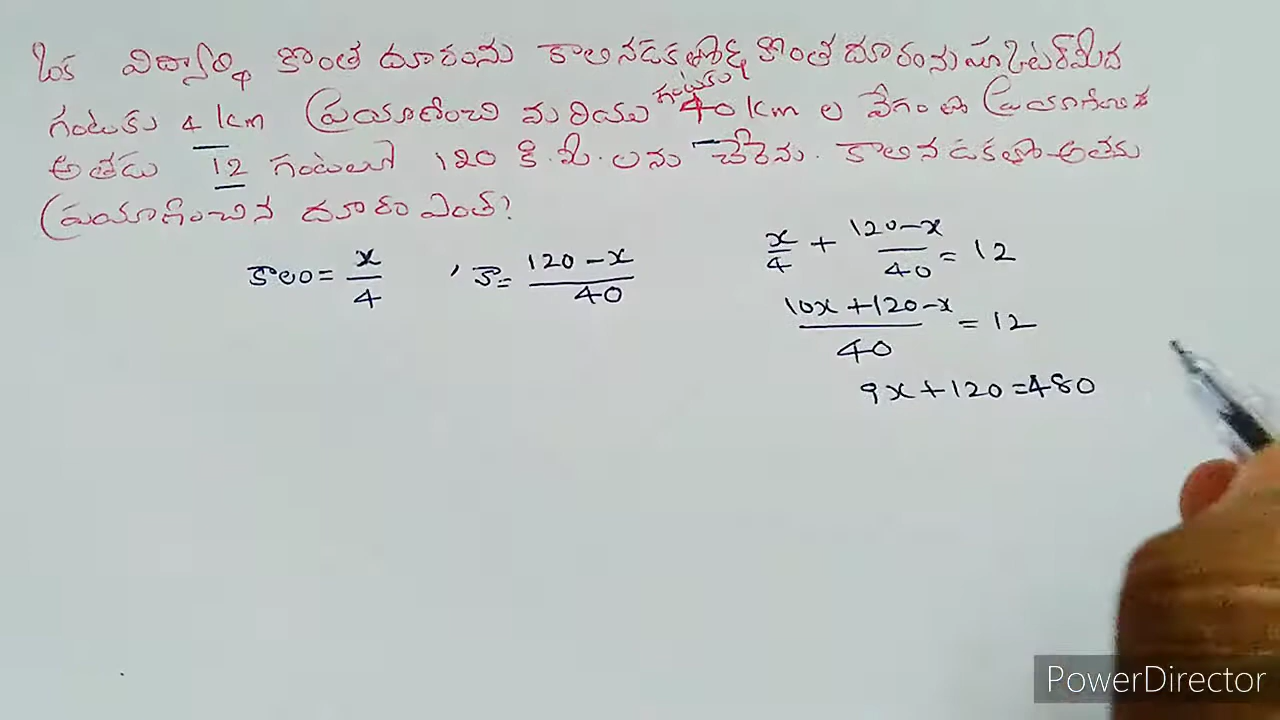 ఒక విద్యార్థి కొంత దూరంను కాలినడకతోటి కొంత దూరంను స్కూటర్ మీద
గంటకు 4 km ప్రయాణించి మరియు గంటకు 40 km ల వేగంతో ప్రయాణించి
అతడు 12 గంటలలో 120 కి.మీ.లను చేరెను. కాలినడకతో అతను
ప్రయాణించిన దూరం ఎంత?
కాలం = x/4 , కా = 120-x/40
x/4 + 120-x/40 = 12
10x+120-x/40 = 12
9x+120=480
PowerDirector